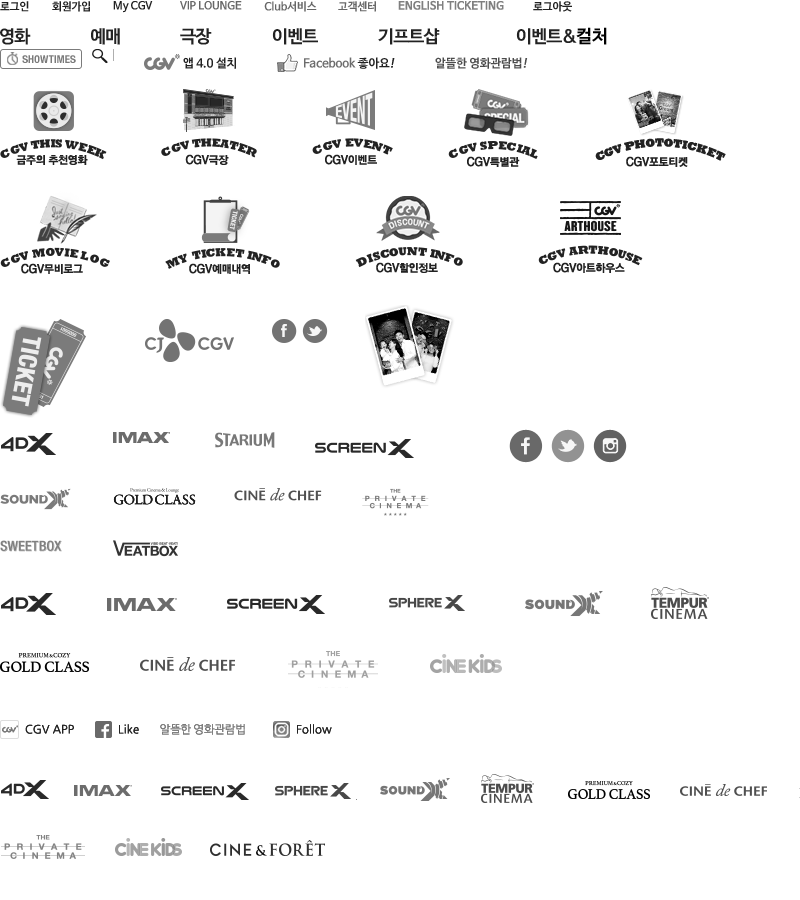 로그인 회원가입 My CGV VIP LOUNGE Club서비스 고객센터 ENGLISH TICKETING 로그아웃
영화 예매 극장 이벤트 기프트샵 이벤트&컬처
SHOWTIMES CGV 앱 4.0 설치 Facebook 좋아요! 알뜰한 영화관람법!
CGV EVENT SPECIAL
CGV THIS WEEK CGV THEATER CGV EVENT CGV SPECIAL CGV PHOTOTICKET
금주의 추천영화 CGV극장 CGV이벤트 CGV특별관 CGV포토티켓
TICKET CGV DISCOUNT CGV ARTHOUSE
CGV MOVIE LOG MY TICKET INFO DISCOUNT INFO CGV ARTHOUSE
CGV무비로그 CGV예매내역 CGV할인정보 CGV아트하우스
TICKET CGV CJ CGV
4DX IMAX STARIUM SCREEN X
SOUNDX Premium Cinema & Lounge GOLD CLASS CINÉ de CHEF THE PRIVATE CINEMA
SWEETBOX VEATBOX
4DX IMAX SCREEN X SPHERE X SOUNDX TEMPUR CINEMA
PREMIUM & COZY GOLD CLASS CINÉ de CHEF THE PRIVATE CINEMA CINE KIDS
CGV CGV APP Like 알뜰한 영화관람법 Follow
4DX IMAX SCREEN X SPHERE X SOUNDX TEMPUR CINEMA PREMIUM & COZY GOLD CLASS CINÉ de CHEF
THE PRIVATE CINEMA CINE KIDS CINE & FORÊT